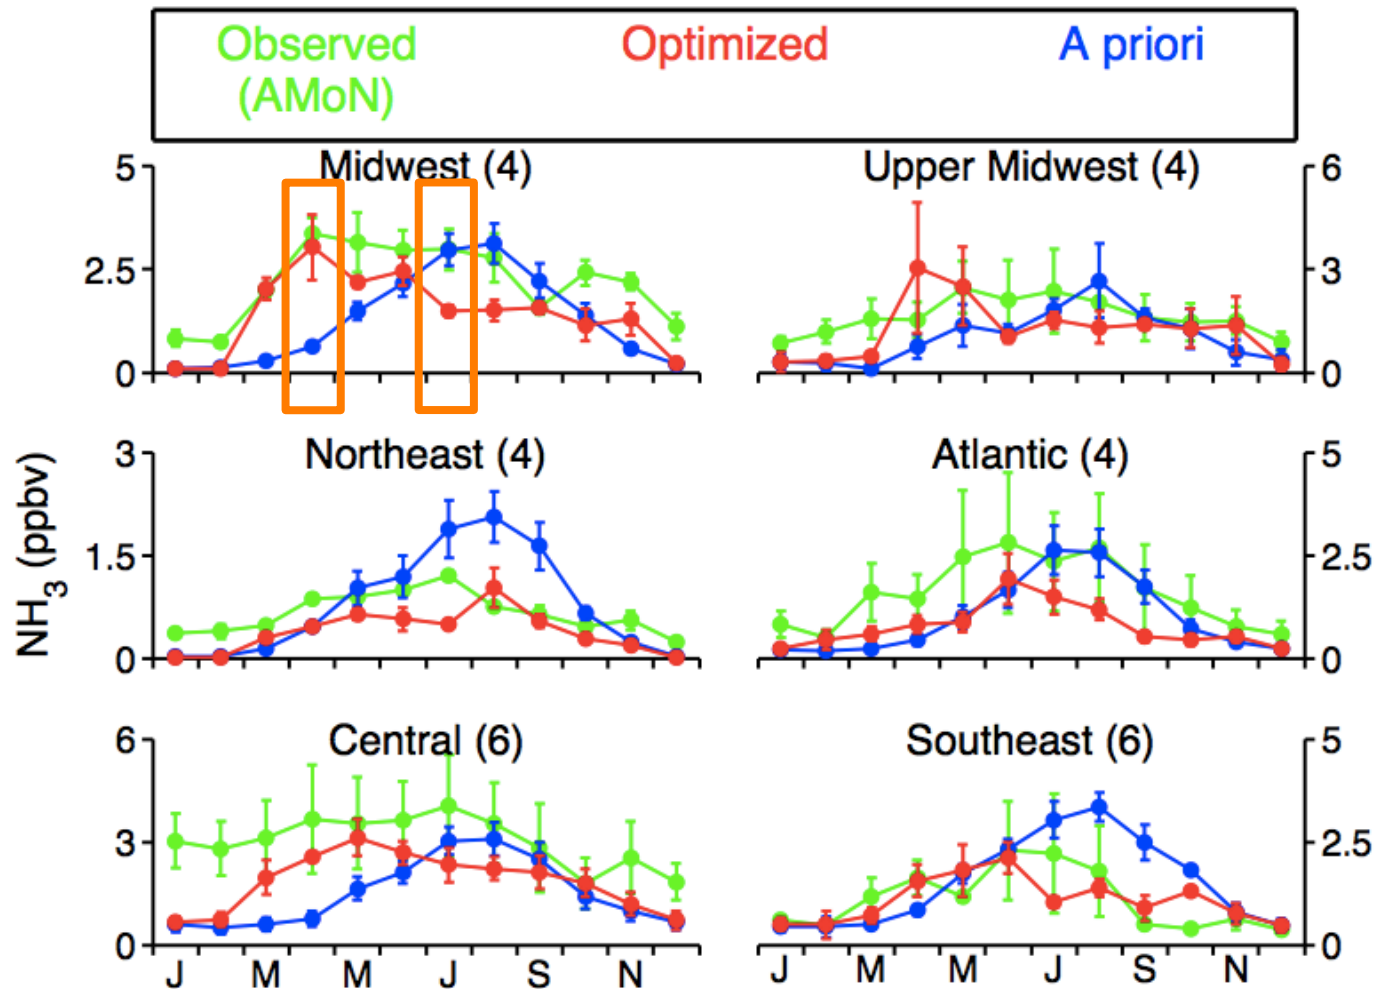 Observed Optimized A priori
(AMoN)
Midwest (4) Upper Midwest (4)
5 6
2.5 3
0 0
Northeast (4) Atlantic (4)
3 5
1.5 2.5
0 0
NH3 (ppbv)
Central (6) Southeast (6)
6 5
3 2.5
0 0
J M M J S N J M M J S N